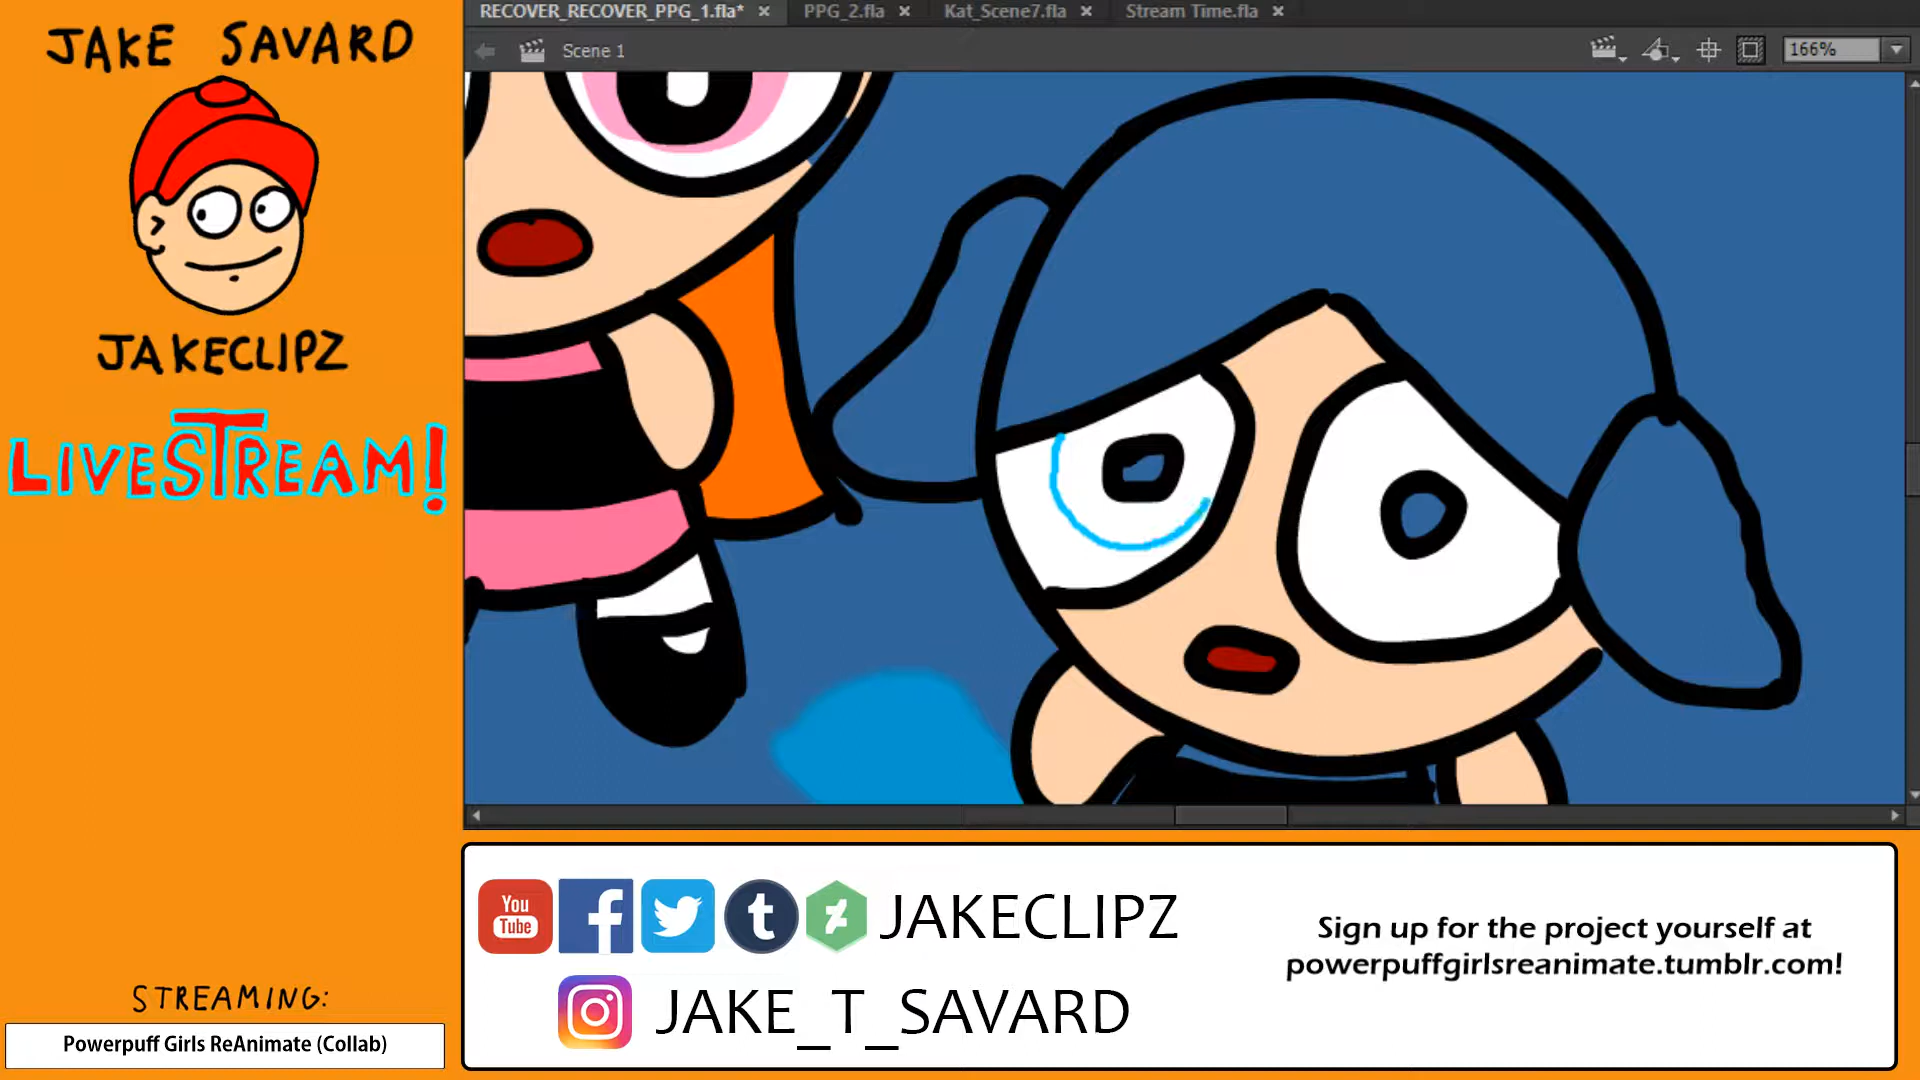 JAKE SAVARD
JAKECLIPZ
LIVESTREAM!
STREAMING:
Powerpuff Girls ReAnimate (Collab)
RECOVER_RECOVER_PPG_1.fla* × PPG_2.fla × Kat_Scene7.fla × Stream Time.fla ×
Scene 1
166%
You
Tube
f
t
JAKECLIPZ
JAKE_T_SAVARD
Sign up for the project yourself at
powerpuffgirlsreanimate.tumblr.com!